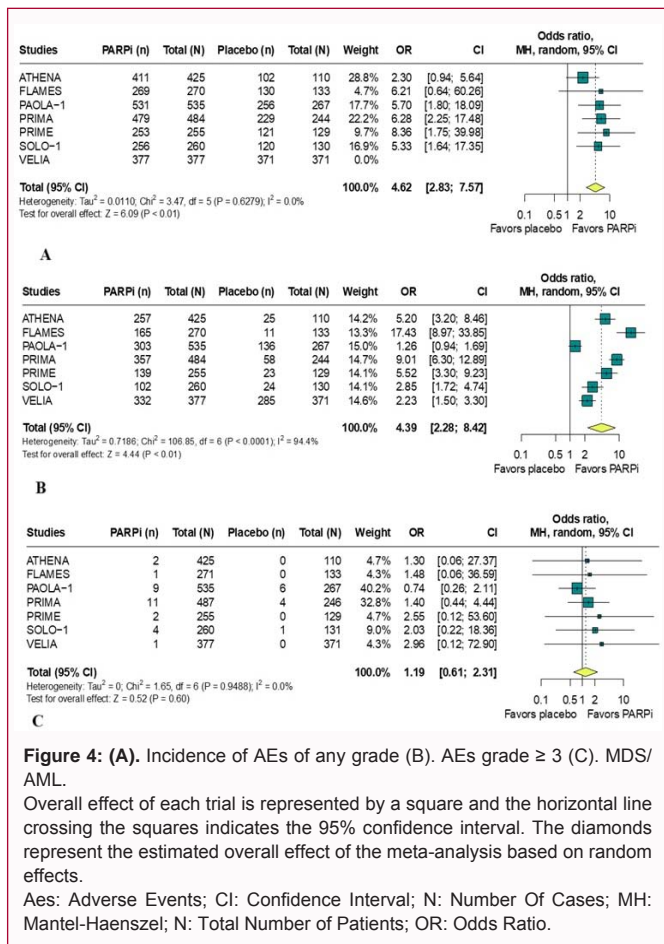 Odds ratio,
Studies PARPi (n) Total (N) Placebo (n) Total (N) Weight OR CI MH, random, 95% CI
ATHENA 411 425 102 110 28.8% 2.30 [0.94; 5.64]
FLAMES 269 270 130 133 4.7% 6.21 [0.64; 60.26]
PAOLA-1 531 535 256 267 17.6% 5.70 [1.80; 18.09]
PRIMA 479 484 229 244 22.2% 6.28 [2.25; 17.48]
PRIME 253 255 121 129 9.7% 8.36 [1.75; 39.98]
SOLO-1 256 260 120 130 16.9% 5.33 [1.64; 17.35]
VELIA 377 377 371 371 0.0%
Total (95% CI) 100.0% 4.62 [2.83; 7.57]
Heterogeneity: Tau² = 0.0110; Chi² = 3.47, df = 5 (P = 0.6279); I² = 0.0%
Test for overall effect: Z = 6.09 (P < 0.01)
0.1 0.5 1 2 10
Favors placebo Favors PARPi
A
Odds ratio,
Studies PARPi (n) Total (N) Placebo (n) Total (N) Weight OR CI MH, random, 95% CI
ATHENA 257 425 25 110 14.2% 5.20 [3.20; 8.46]
FLAMES 165 270 11 133 13.0% 17.43 [8.97; 33.85]
PAOLA-1 303 535 136 267 15.0% 1.26 [0.94; 1.69]
PRIMA 357 484 58 244 14.8% 9.01 [6.30; 12.89]
PRIME 139 255 23 129 14.1% 5.52 [3.30; 9.23]
SOLO-1 102 260 24 130 14.1% 2.85 [1.72; 4.74]
VELIA 332 377 285 371 14.6% 2.23 [1.50; 3.30]
Total (95% CI) 100.0% 4.39 [2.28; 8.42]
Heterogeneity: Tau² = 0.7186; Chi² = 106.85, df = 6 (P < 0.0001); I² = 94.4%
Test for overall effect: Z = 4.44 (P < 0.01)
0.1 0.5 1 2 10
Favors placebo Favors PARPi
B
Odds ratio,
Studies PARPi (n) Total (N) Placebo (n) Total (N) Weight OR CI MH, random, 95% CI
ATHENA 2 425 0 110 4.7% 1.30 [0.06; 27.37]
FLAMES 1 271 0 133 4.3% 1.48 [0.06; 36.59]
PAOLA-1 9 535 6 267 40.2% 0.74 [0.26; 2.11]
PRIMA 11 487 4 246 32.8% 1.40 [0.44; 4.44]
PRIME 2 255 0 129 4.8% 2.55 [0.12; 53.60]
SOLO-1 4 260 1 131 9.0% 2.03 [0.22; 18.36]
VELIA 1 377 0 371 4.3% 2.96 [0.12; 72.90]
Total (95% CI) 100.0% 1.19 [0.61; 2.31]
Heterogeneity: Tau² = 0; Chi² = 1.65, df = 6 (P = 0.9488); I² = 0.0%
Test for overall effect: Z = 0.52 (P = 0.60)
0.1 0.5 1 2 10
Favors placebo Favors PARPi
C
Figure 4: (A). Incidence of AEs of any grade (B). AEs grade ≥ 3 (C). MDS/
AML.
Overall effect of each trial is represented by a square and the horizontal line
crossing the squares indicates the 95% confidence interval. The diamonds
represent the estimated overall effect of the meta-analysis based on random
effects.
Aes: Adverse Events; CI: Confidence Interval; N: Number Of Cases; MH:
Mantel-Haenszel; N: Total Number of Patients; OR: Odds Ratio.